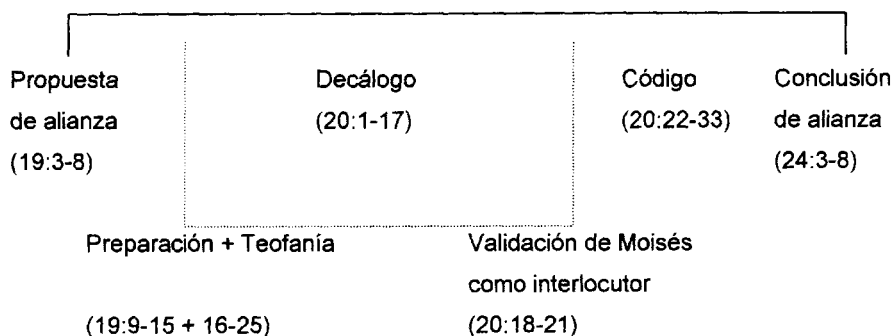 Propuesta Decálogo Código Conclusión
de alianza (20:1-17) (20:22-33) de alianza
(19:3-8) (24:3-8)
Preparación + Teofanía Validación de Moisés
como interlocutor
(19:9-15 + 16-25) (20:18-21)